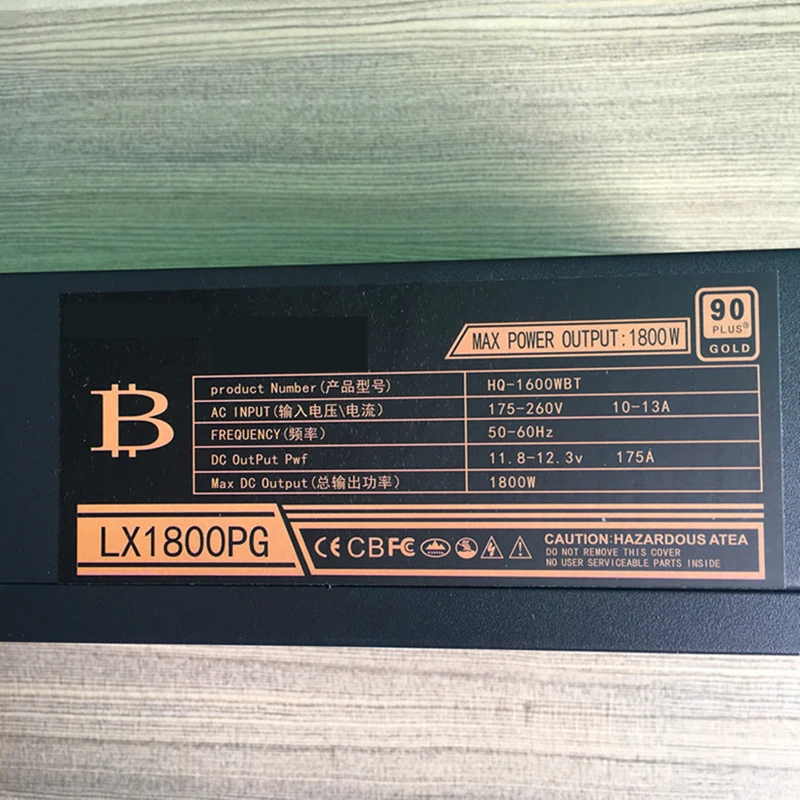 MAX POWER OUTPUT:1800W
90
PLUS®
GOLD
product Number(产品型号) HQ-1600WBT
AC INPUT(输入电压\电流) 175-260V 10-13A
FREQUENCY(频率) 50-60Hz
DC OutPut Pwf 11.8-12.3v 175A
Max DC Output(总输出功率) 1800W
LX1800PG
CE CB FC
CAUTION:HAZARDOUS ATEA
DO NOT REMOVE THIS COVER
NO USER SERVICEABLE PARTS INSIDE